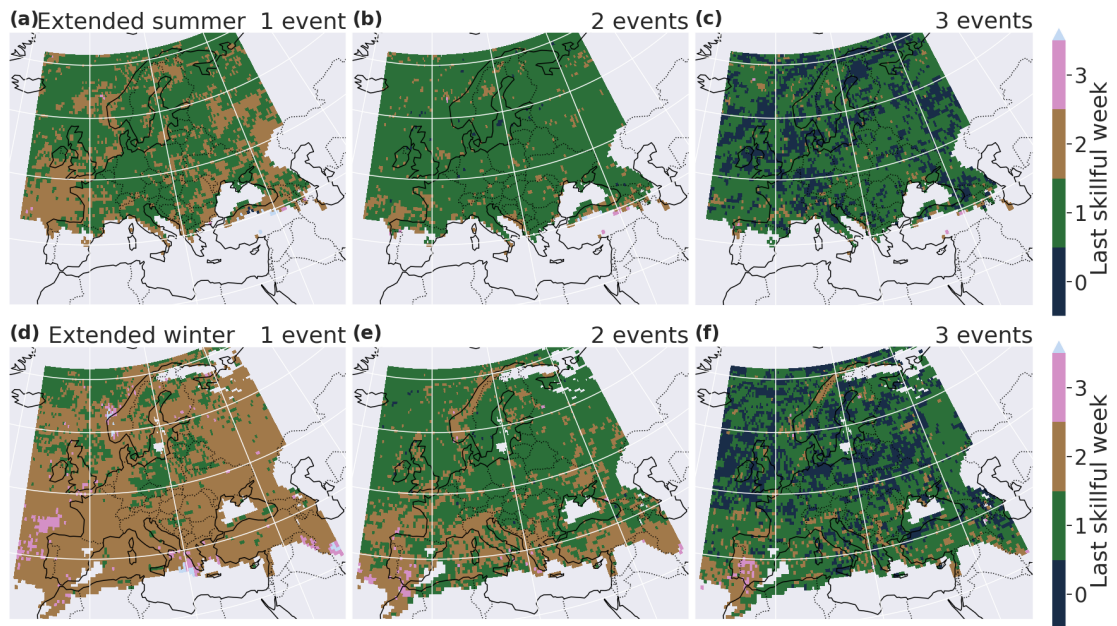 (a) Extended summer 1 event
(b) 2 events
(c) 3 events
3
2
1
0
Last skillful week
(d) Extended winter 1 event
(e) 2 events
(f) 3 events
3
2
1
0
Last skillful week